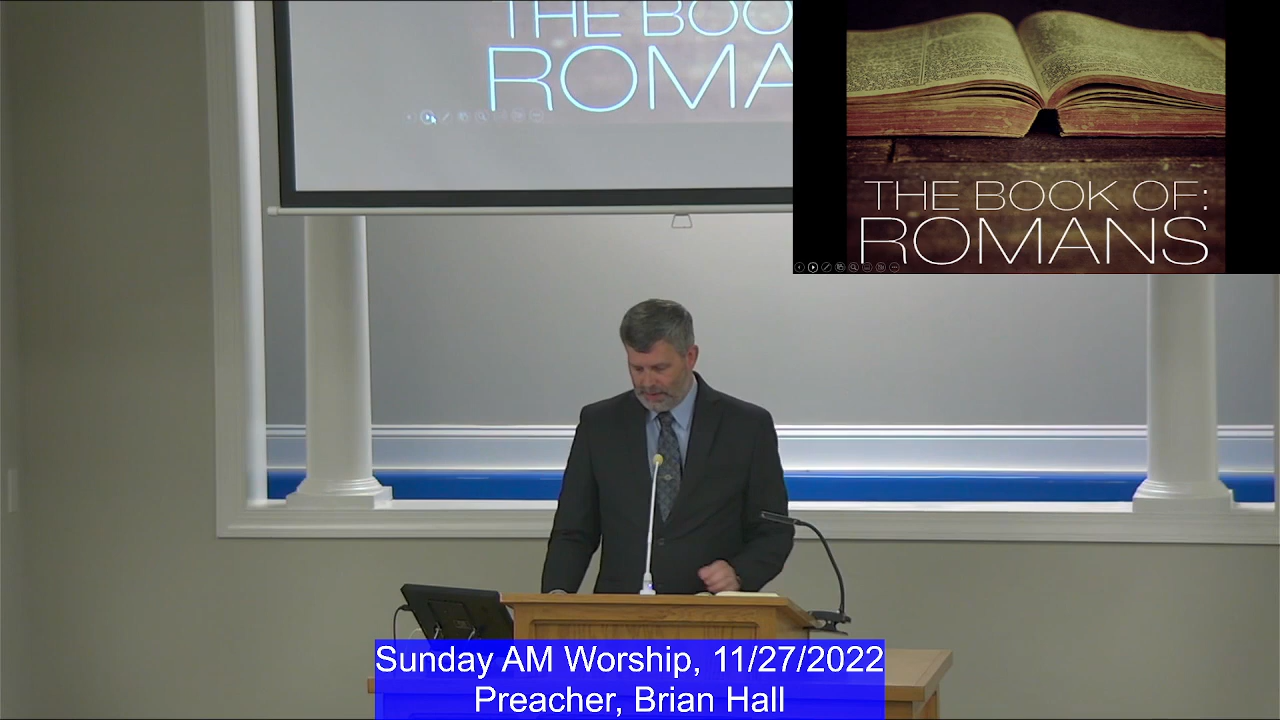 THE BOO
ROMA
THE BOOK OF:
ROMANS
Sunday AM Worship, 11/27/2022
Preacher, Brian Hall